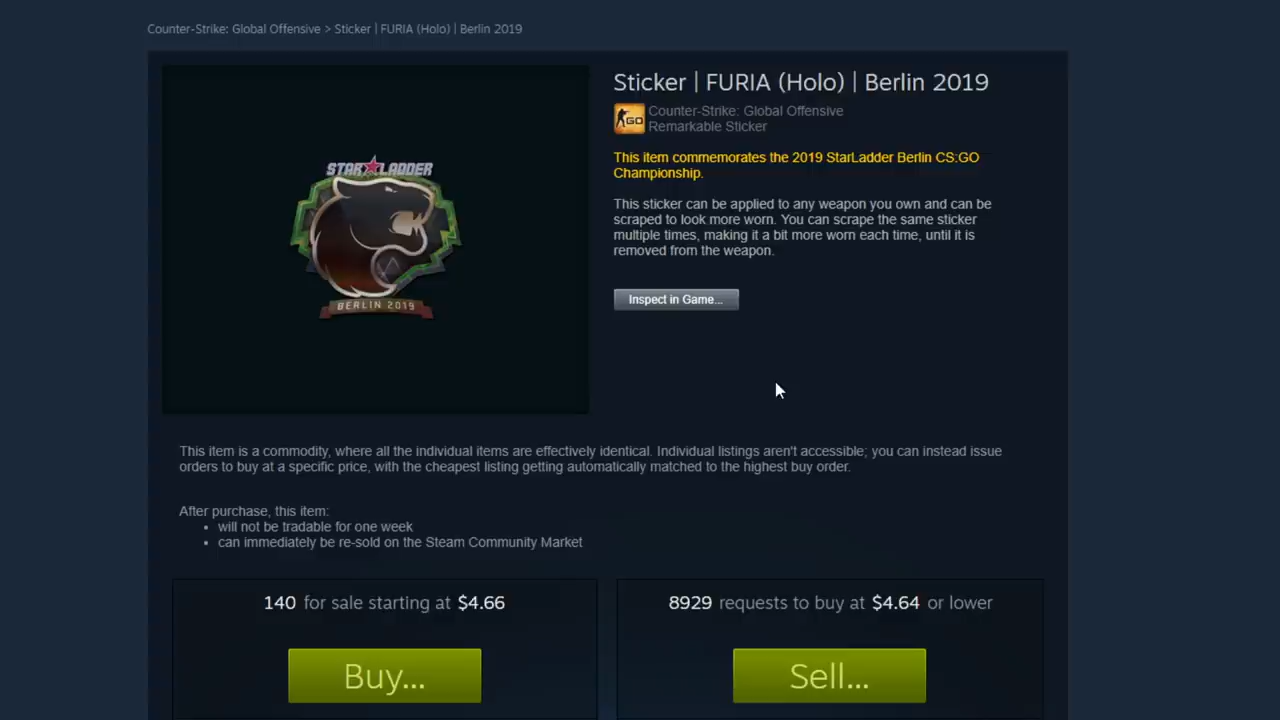 Counter-Strike: Global Offensive > Sticker | FURIA (Holo) | Berlin 2019
STAR LADDER
BERLIN 2019
Sticker | FURIA (Holo) | Berlin 2019
GO
Counter-Strike: Global Offensive
Remarkable Sticker
This item commemorates the 2019 StarLadder Berlin CS:GO
Championship.
This sticker can be applied to any weapon you own and can be
scraped to look more worn. You can scrape the same sticker
multiple times, making it a bit more worn each time, until it is
removed from the weapon.
Inspect in Game...
This item is a commodity, where all the individual items are effectively identical. Individual listings aren't accessible; you can instead issue
orders to buy at a specific price, with the cheapest listing getting automatically matched to the highest buy order.
After purchase, this item:
• will not be tradable for one week
• can immediately be re-sold on the Steam Community Market
140 for sale starting at $4.66
Buy...
8929 requests to buy at $4.64 or lower
Sell...